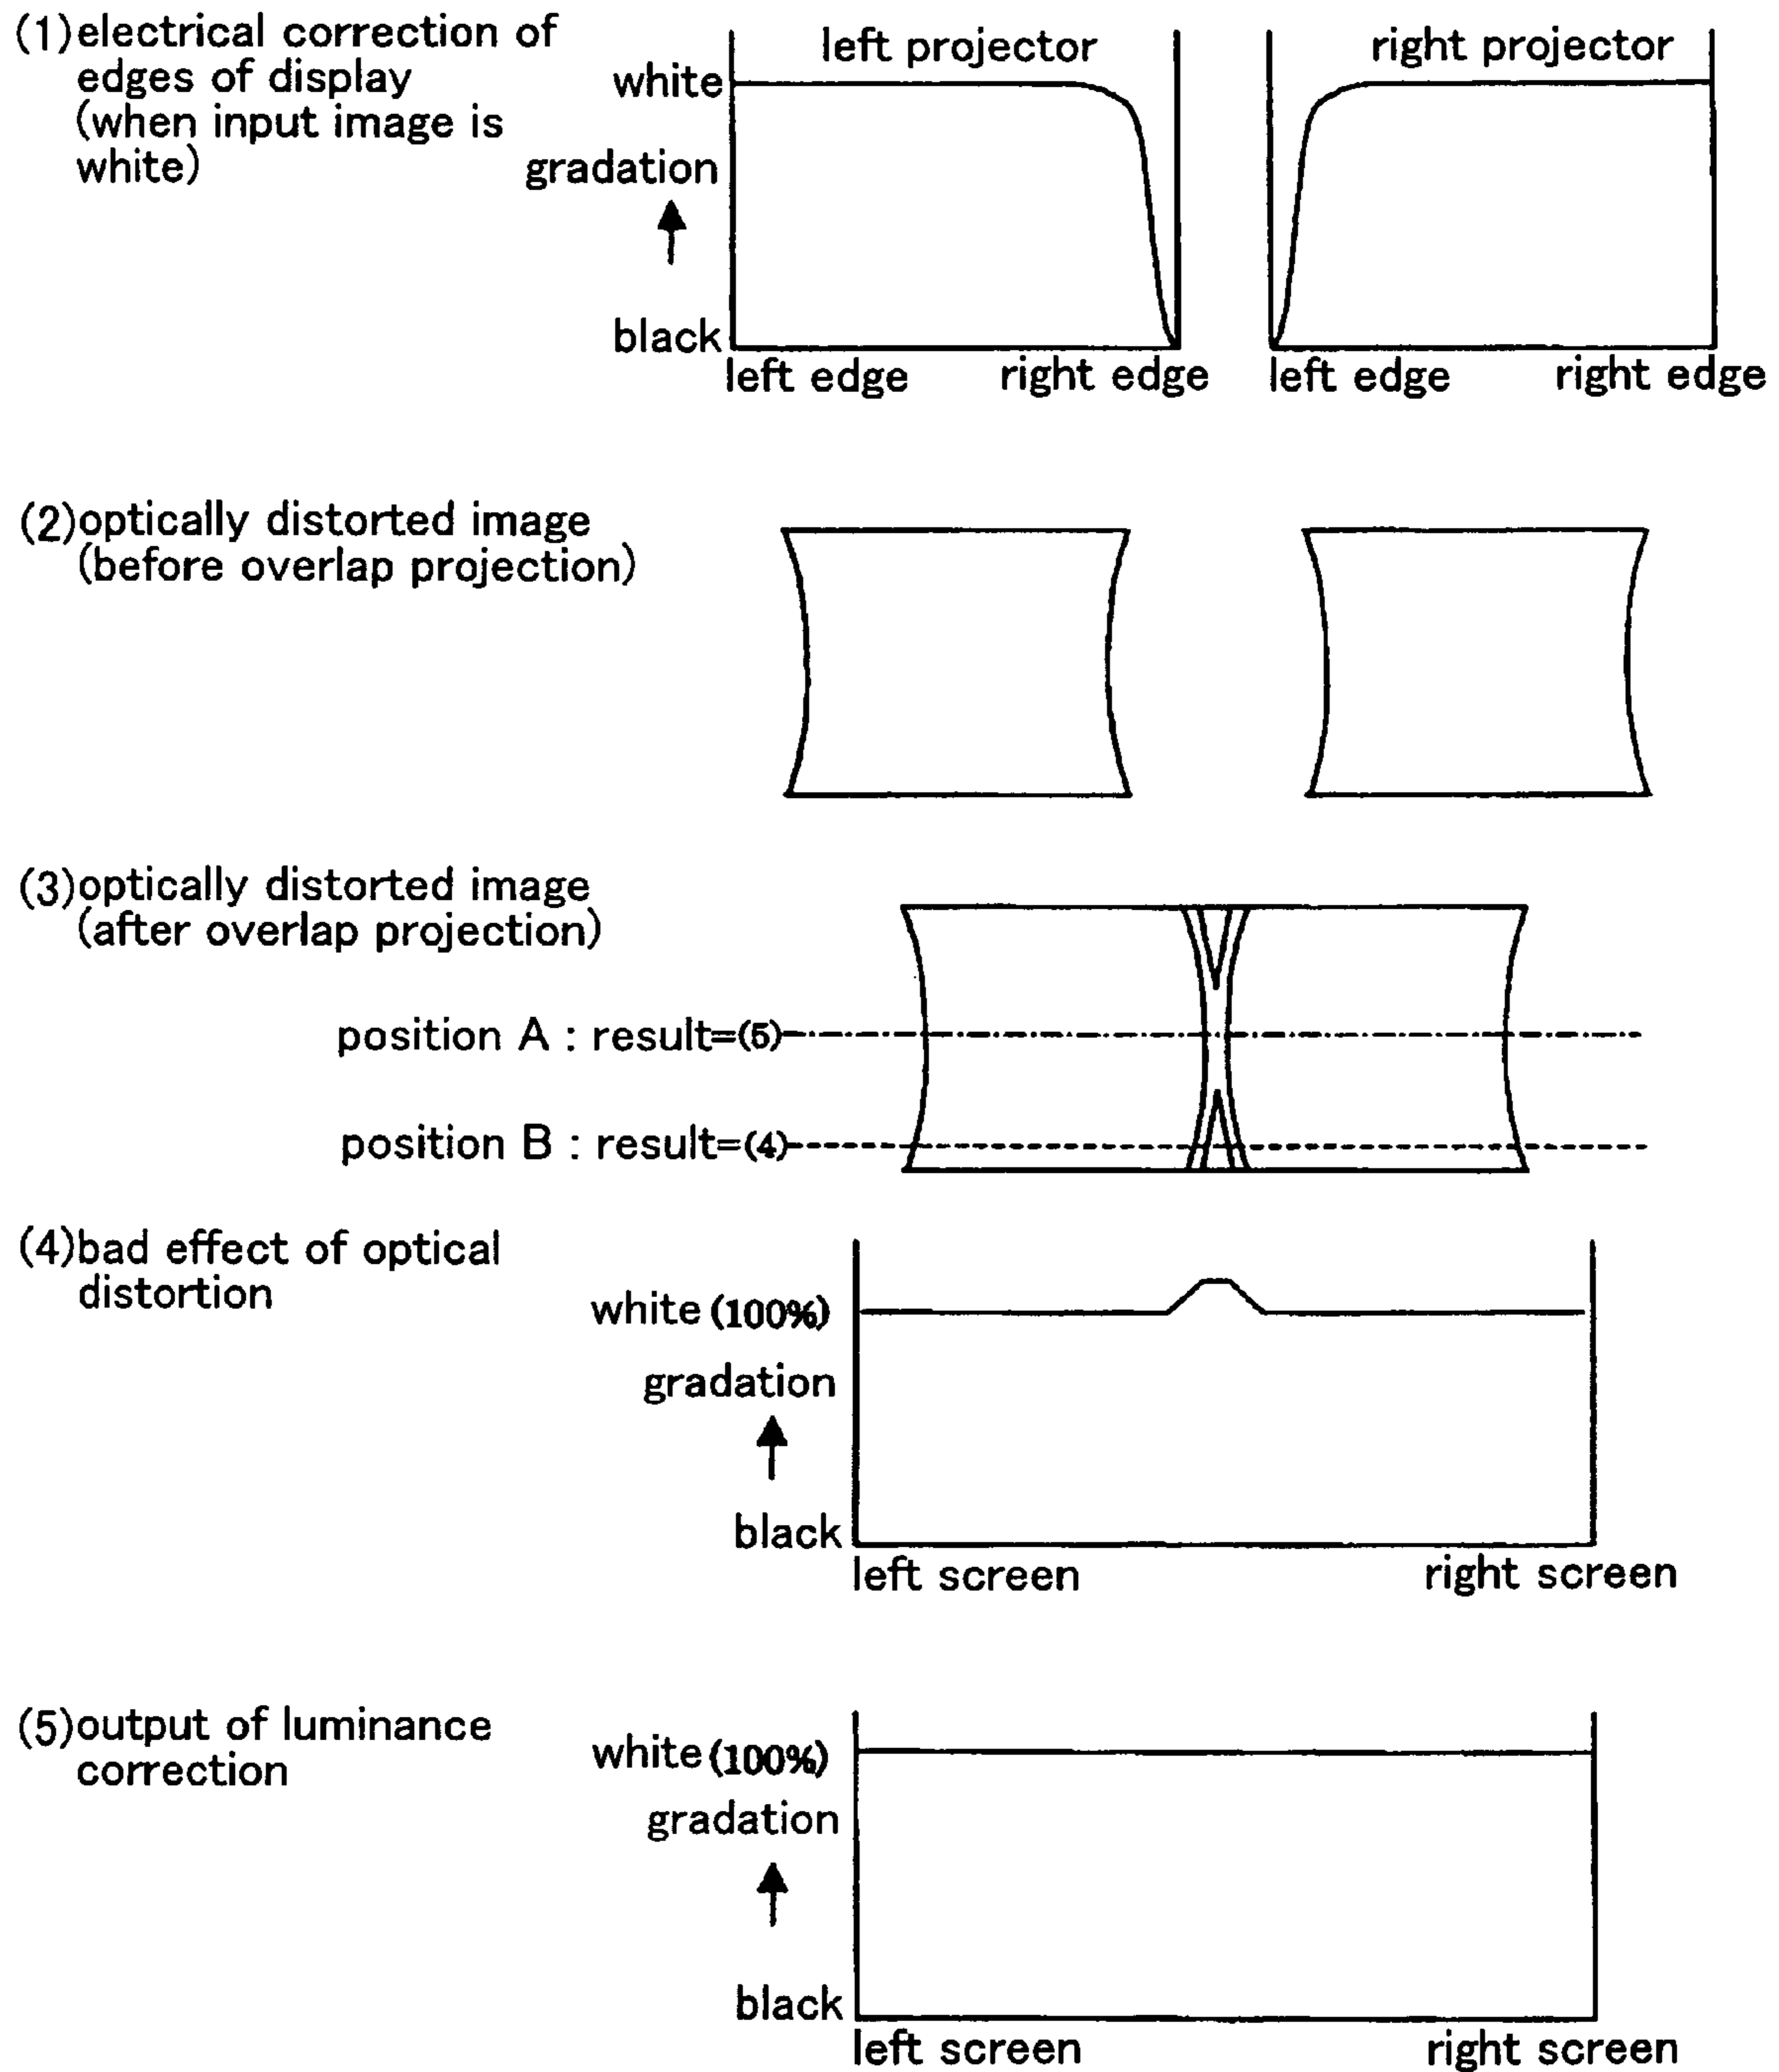 (1)electrical correction of
edges of display
(when input image is
white)
left projector
right projector
white
gradation
black
left edge
right edge
left edge
right edge
(2)optically distorted image
(before overlap projection)
(3)optically distorted image
(after overlap projection)
position A : result=(5)
position B : result=(4)
(4)bad effect of optical
distortion
white (100%)
gradation
black
left screen
right screen
(5)output of luminance
correction
white (100%)
gradation
black
left screen
right screen